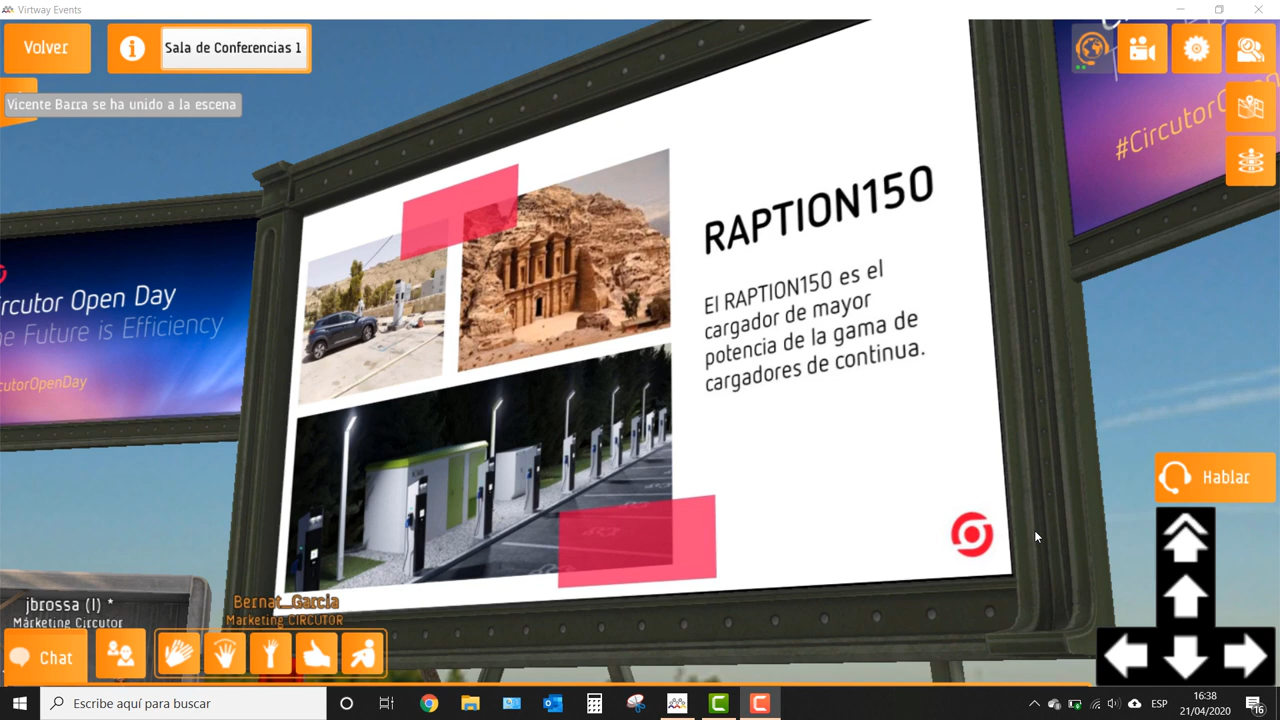 Virtway Events
Volver
Sala de Conferencias 1
Vicente Barra se ha unido a la escena
RAPTION150
El RAPTION150 es el
cargador de mayor
potencia de la gama de
cargadores de continua.
ircutor Open Day
he Future is Efficiency
cutorOpenDay
#CircutorO
Hablar
jbrossa (I) *
Márketing Circutor
Bernat_Garcia
Marketing CIRCUTOR
Chat
Escribe aquí para buscar
ESP
16:38
21/04/2020
16